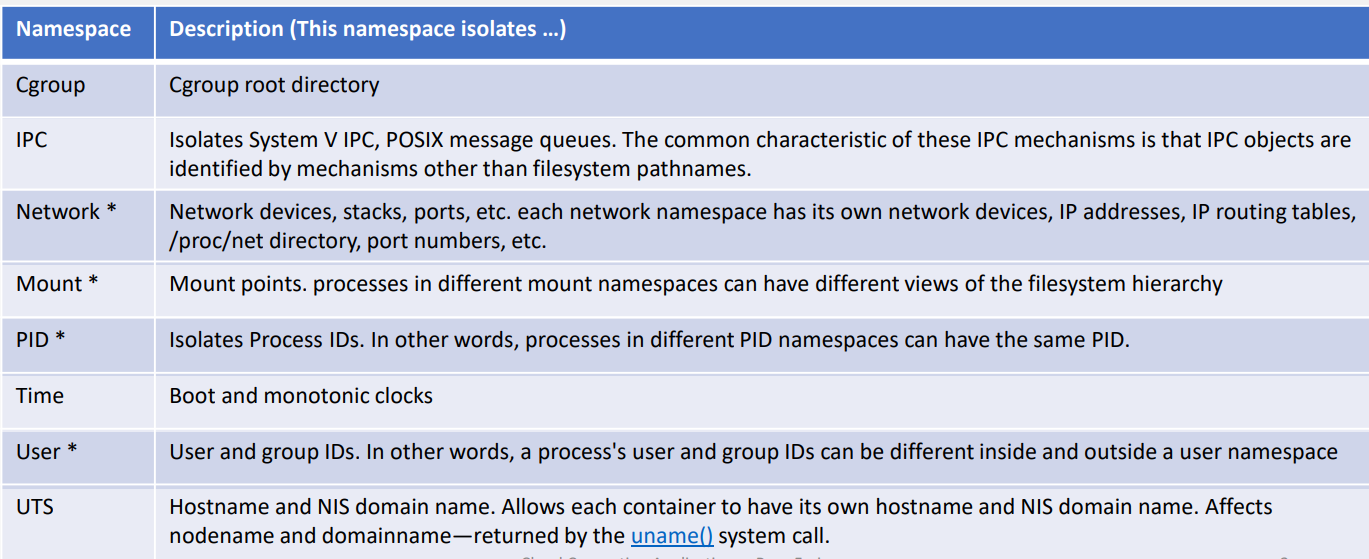 Namespace Description (This namespace isolates …)
Cgroup Cgroup root directory
IPC Isolates System V IPC, POSIX message queues. The common characteristic of these IPC mechanisms is that IPC objects are
identified by mechanisms other than filesystem pathnames.
Network * Network devices, stacks, ports, etc. each network namespace has its own network devices, IP addresses, IP routing tables,
/proc/net directory, port numbers, etc.
Mount * Mount points. processes in different mount namespaces can have different views of the filesystem hierarchy
PID * Isolates Process IDs. In other words, processes in different PID namespaces can have the same PID.
Time Boot and monotonic clocks
User * User and group IDs. In other words, a process's user and group IDs can be different inside and outside a user namespace
UTS Hostname and NIS domain name. Allows each container to have its own hostname and NIS domain name. Affects
nodename and domainname—returned by the uname() system call.